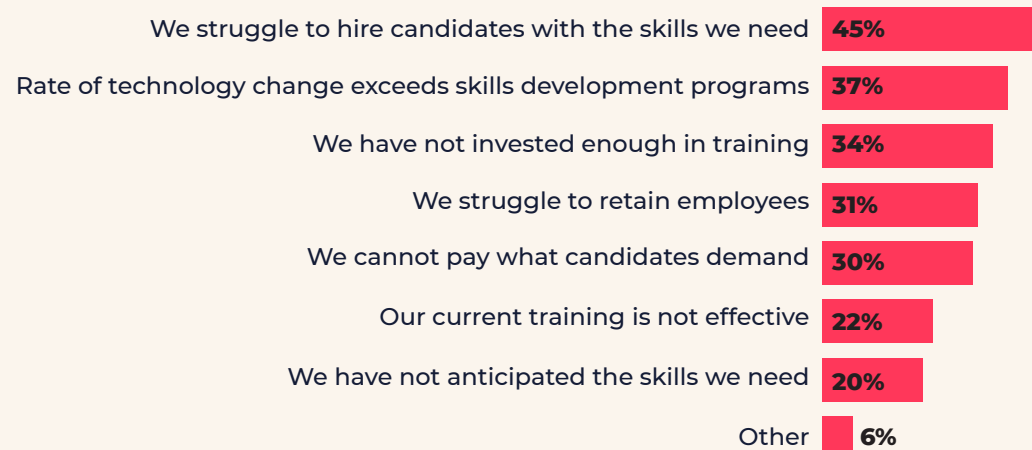 We struggle to hire candidates with the skills we need 45%
Rate of technology change exceeds skills development programs 37%
We have not invested enough in training 34%
We struggle to retain employees 31%
We cannot pay what candidates demand 30%
Our current training is not effective 22%
We have not anticipated the skills we need 20%
Other 6%